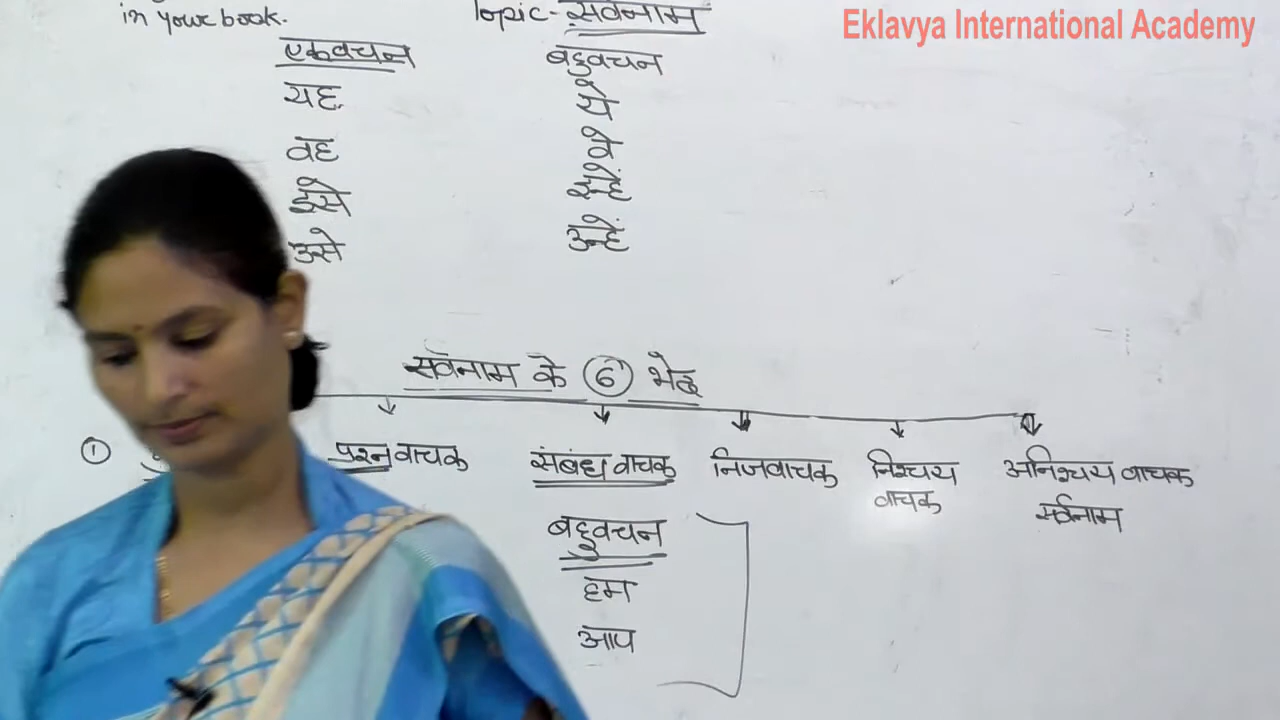 Eklavya International Academy
in your book.
Topic- सर्वनाम
एकवचन बहुवचन
यह ये
वह वे
इसे इन्हें
उसे उन्हें
सर्वनाम के 6 भेद
① प्रश्नवाचक संबंधवाचक निजवाचक निश्चय अनिश्चयवाचक
वाचक सर्वनाम
बहुवचन
हम
आप